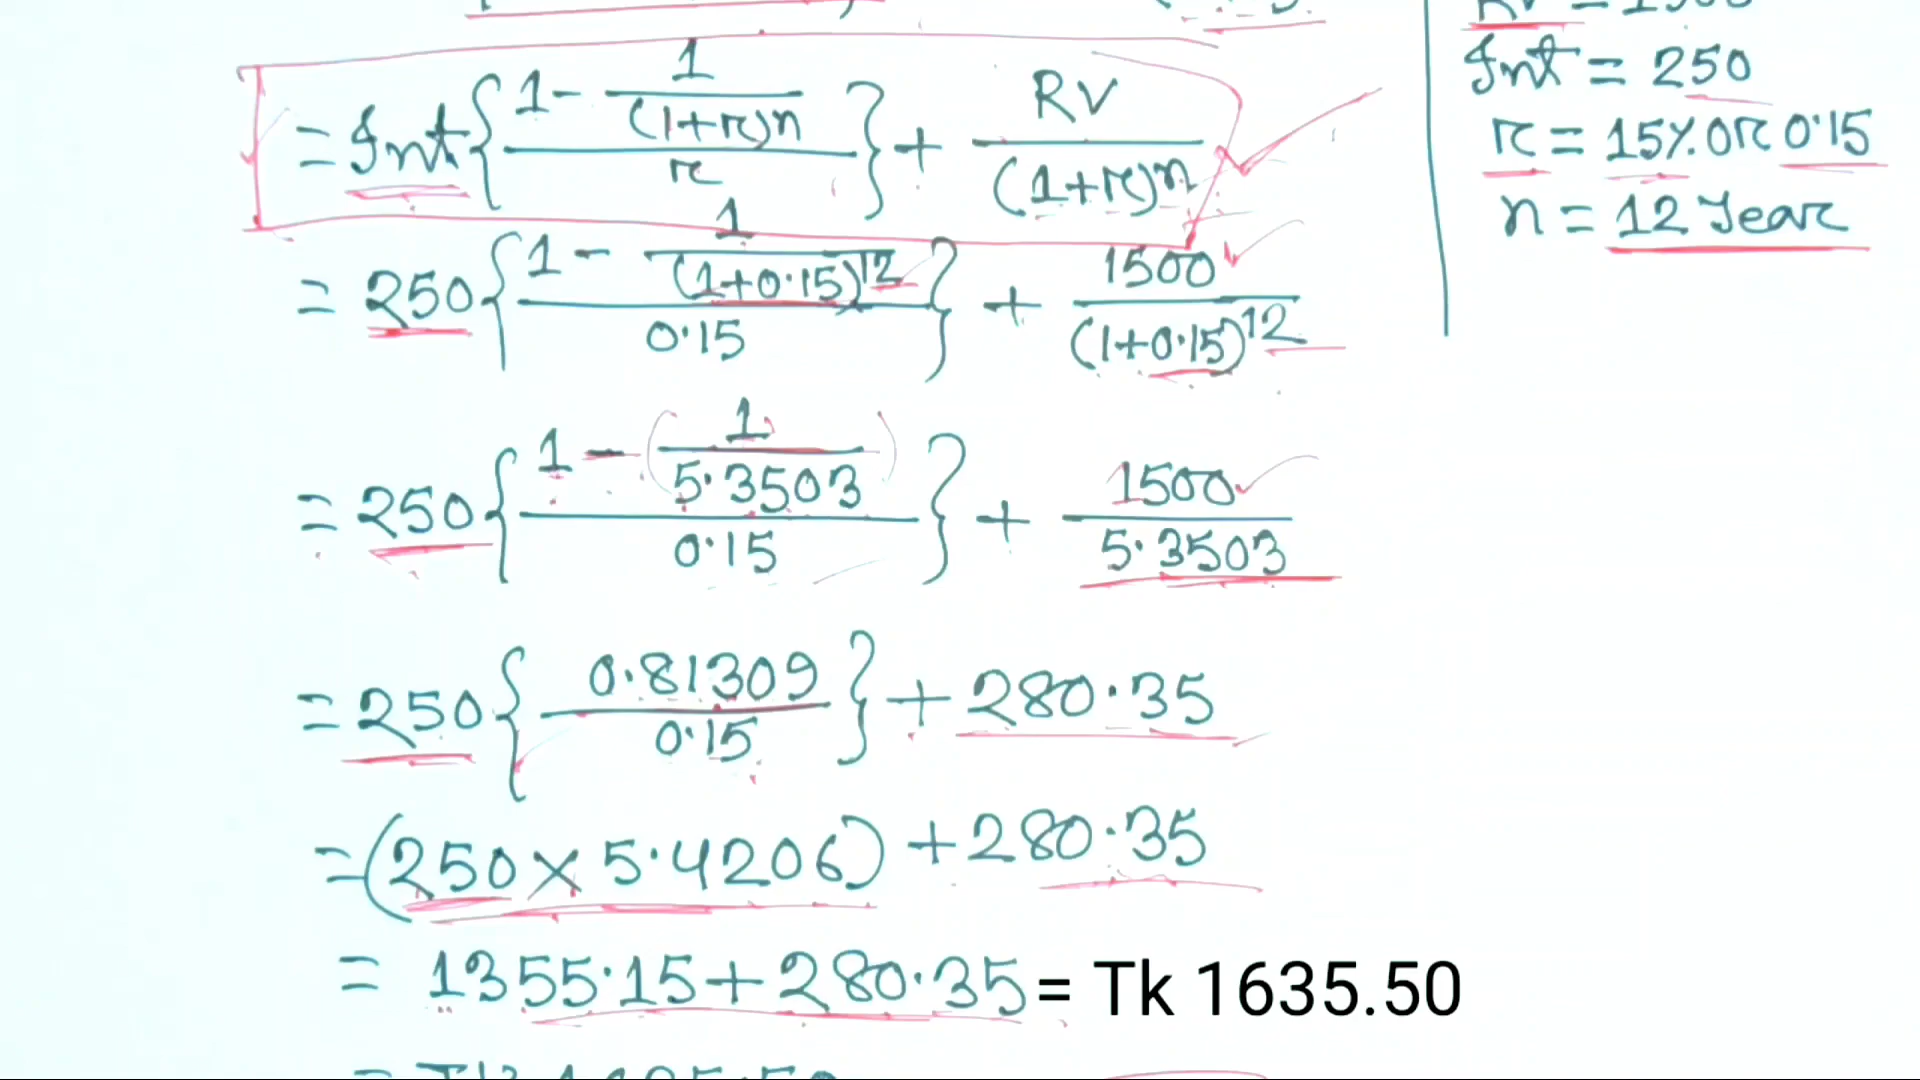 = Int{(1 - 1/(1+r)n)/r} + RV/(1+r)n
= 250{(1 - 1/(1+0.15)^12)/0.15} + 1500/(1+0.15)^12
= 250{(1 - (1/5.3503))/0.15} + 1500/5.3503
= 250{0.81309/0.15} + 280.35
= (250 × 5.4206) + 280.35
= 1355.15 + 280.35 = Tk 1635.50
Int = 250
r = 15% or 0.15
n = 12 Year